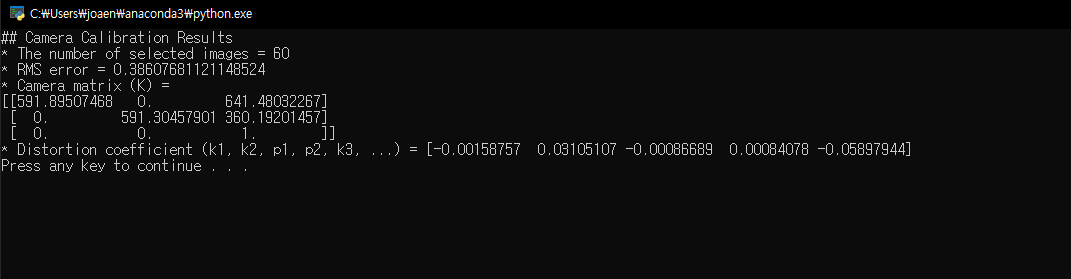 C:₩Users₩joaen₩anaconda3₩python.exe
## Camera Calibration Results
* The number of selected images = 60
* RMS error = 0.38607681121148524
* Camera matrix (K) =
[[591.89507468   0.         641.48032267]
 [  0.         591.30457901 360.19201457]
 [  0.           0.           1.        ]]
* Distortion coefficient (k1, k2, p1, p2, k3, ...) = [-0.00158757  0.03105107 -0.00086689  0.00084078 -0.05897944]
Press any key to continue . . .